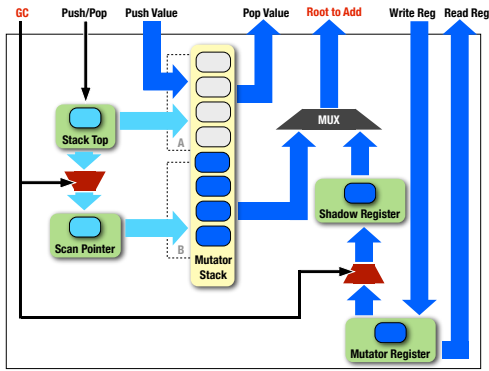 GC
Push/Pop
Push Value
Pop Value
Root to Add
Write Reg
Read Reg
MUX
A
Stack Top
Shadow Register
B
Scan Pointer
Mutator
Stack
Mutator Register